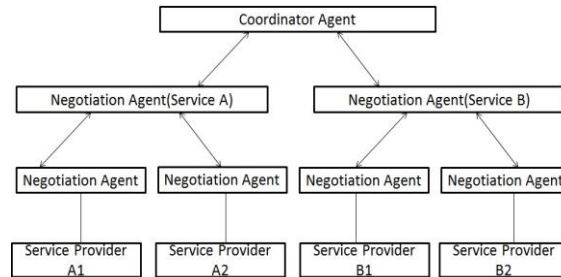 Coordinator Agent
Negotiation Agent(Service A)
Negotiation Agent(Service B)
Negotiation Agent
Negotiation Agent
Negotiation Agent
Negotiation Agent
Service Provider
A1
Service Provider
A2
Service Provider
B1
Service Provider
B2